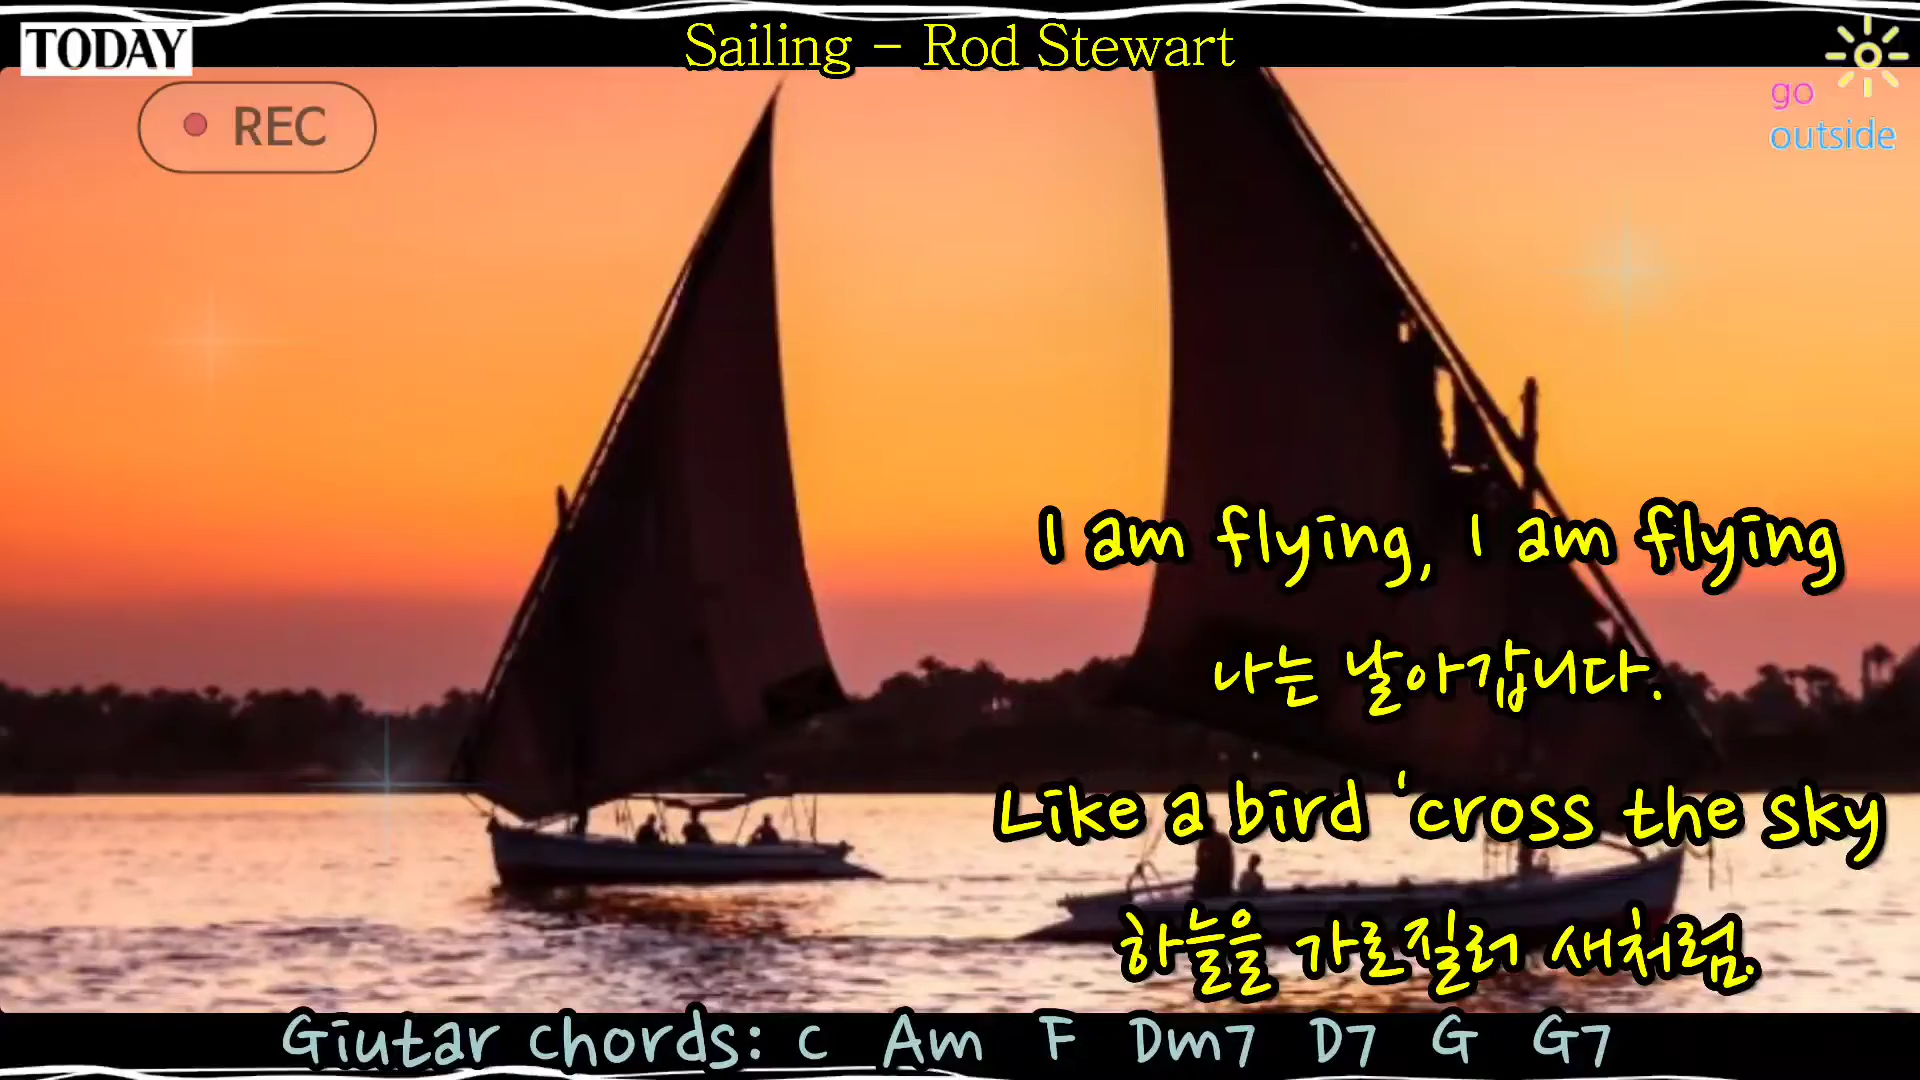 TODAY
Sailing - Rod Stewart
REC
go
outside
I am flying, I am flying
나는 날아갑니다.
Like a bird 'cross the sky
하늘을 가로질러 새처럼.
Giutar chords: C Am F Dm7 D7 G G7